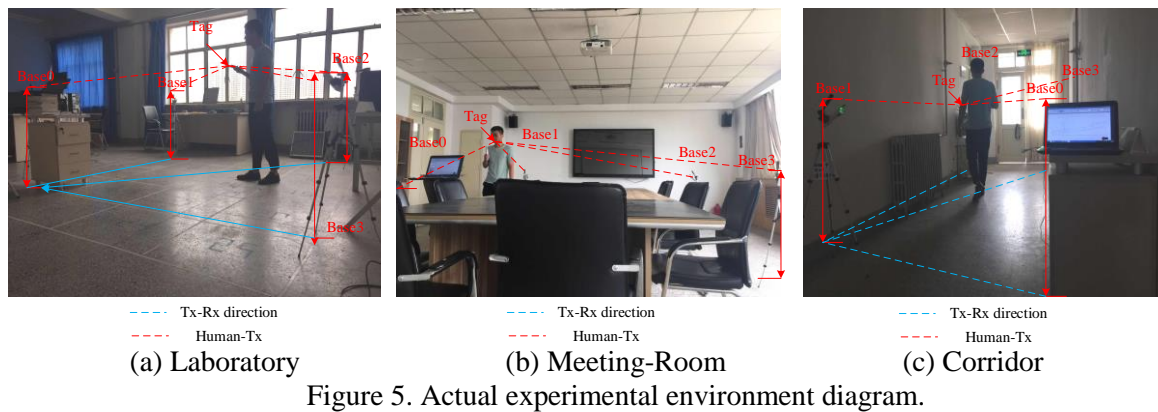 Tag
Base2
Base0
Base1
Base3
Tag
Base1
Base0
Base2
Base3
Base2
Base3
Tag
Base1
Base0
Tx-Rx direction
Human-Tx
(a) Laboratory
Tx-Rx direction
Human-Tx
(b) Meeting-Room
Tx-Rx direction
Human-Tx
(c) Corridor
Figure 5. Actual experimental environment diagram.